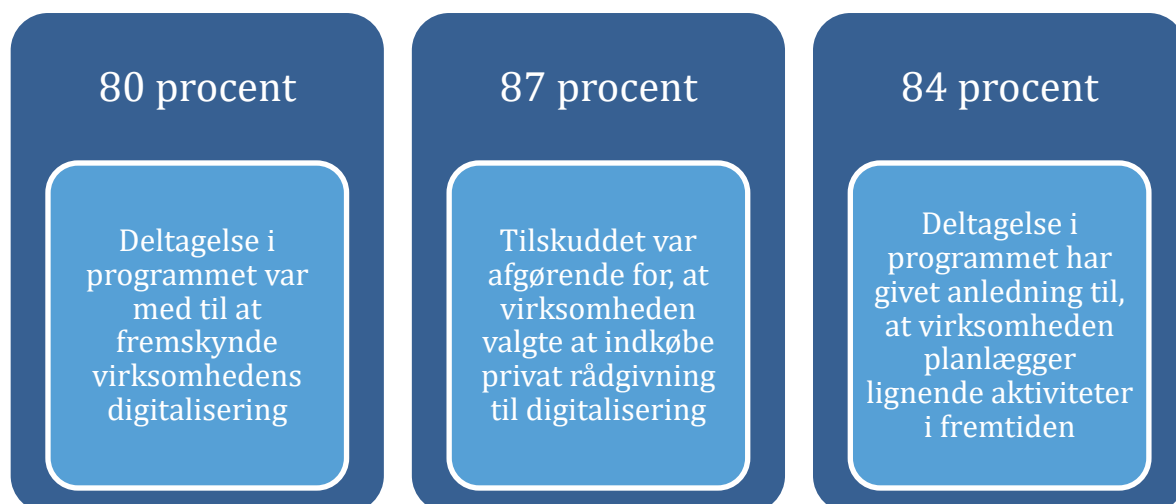 80 procent
Deltagelse i
programmet var
med til at
fremskynde
virksomhedens
digitalisering
87 procent
Tilskuddet var
afgørende for, at
virksomheden
valgte at indkøbe
privat rådgivning
til digitalisering
84 procent
Deltagelse i
programmet har
givet anledning til,
at virksomheden
planlægger
lignende aktiviteter
i fremtiden